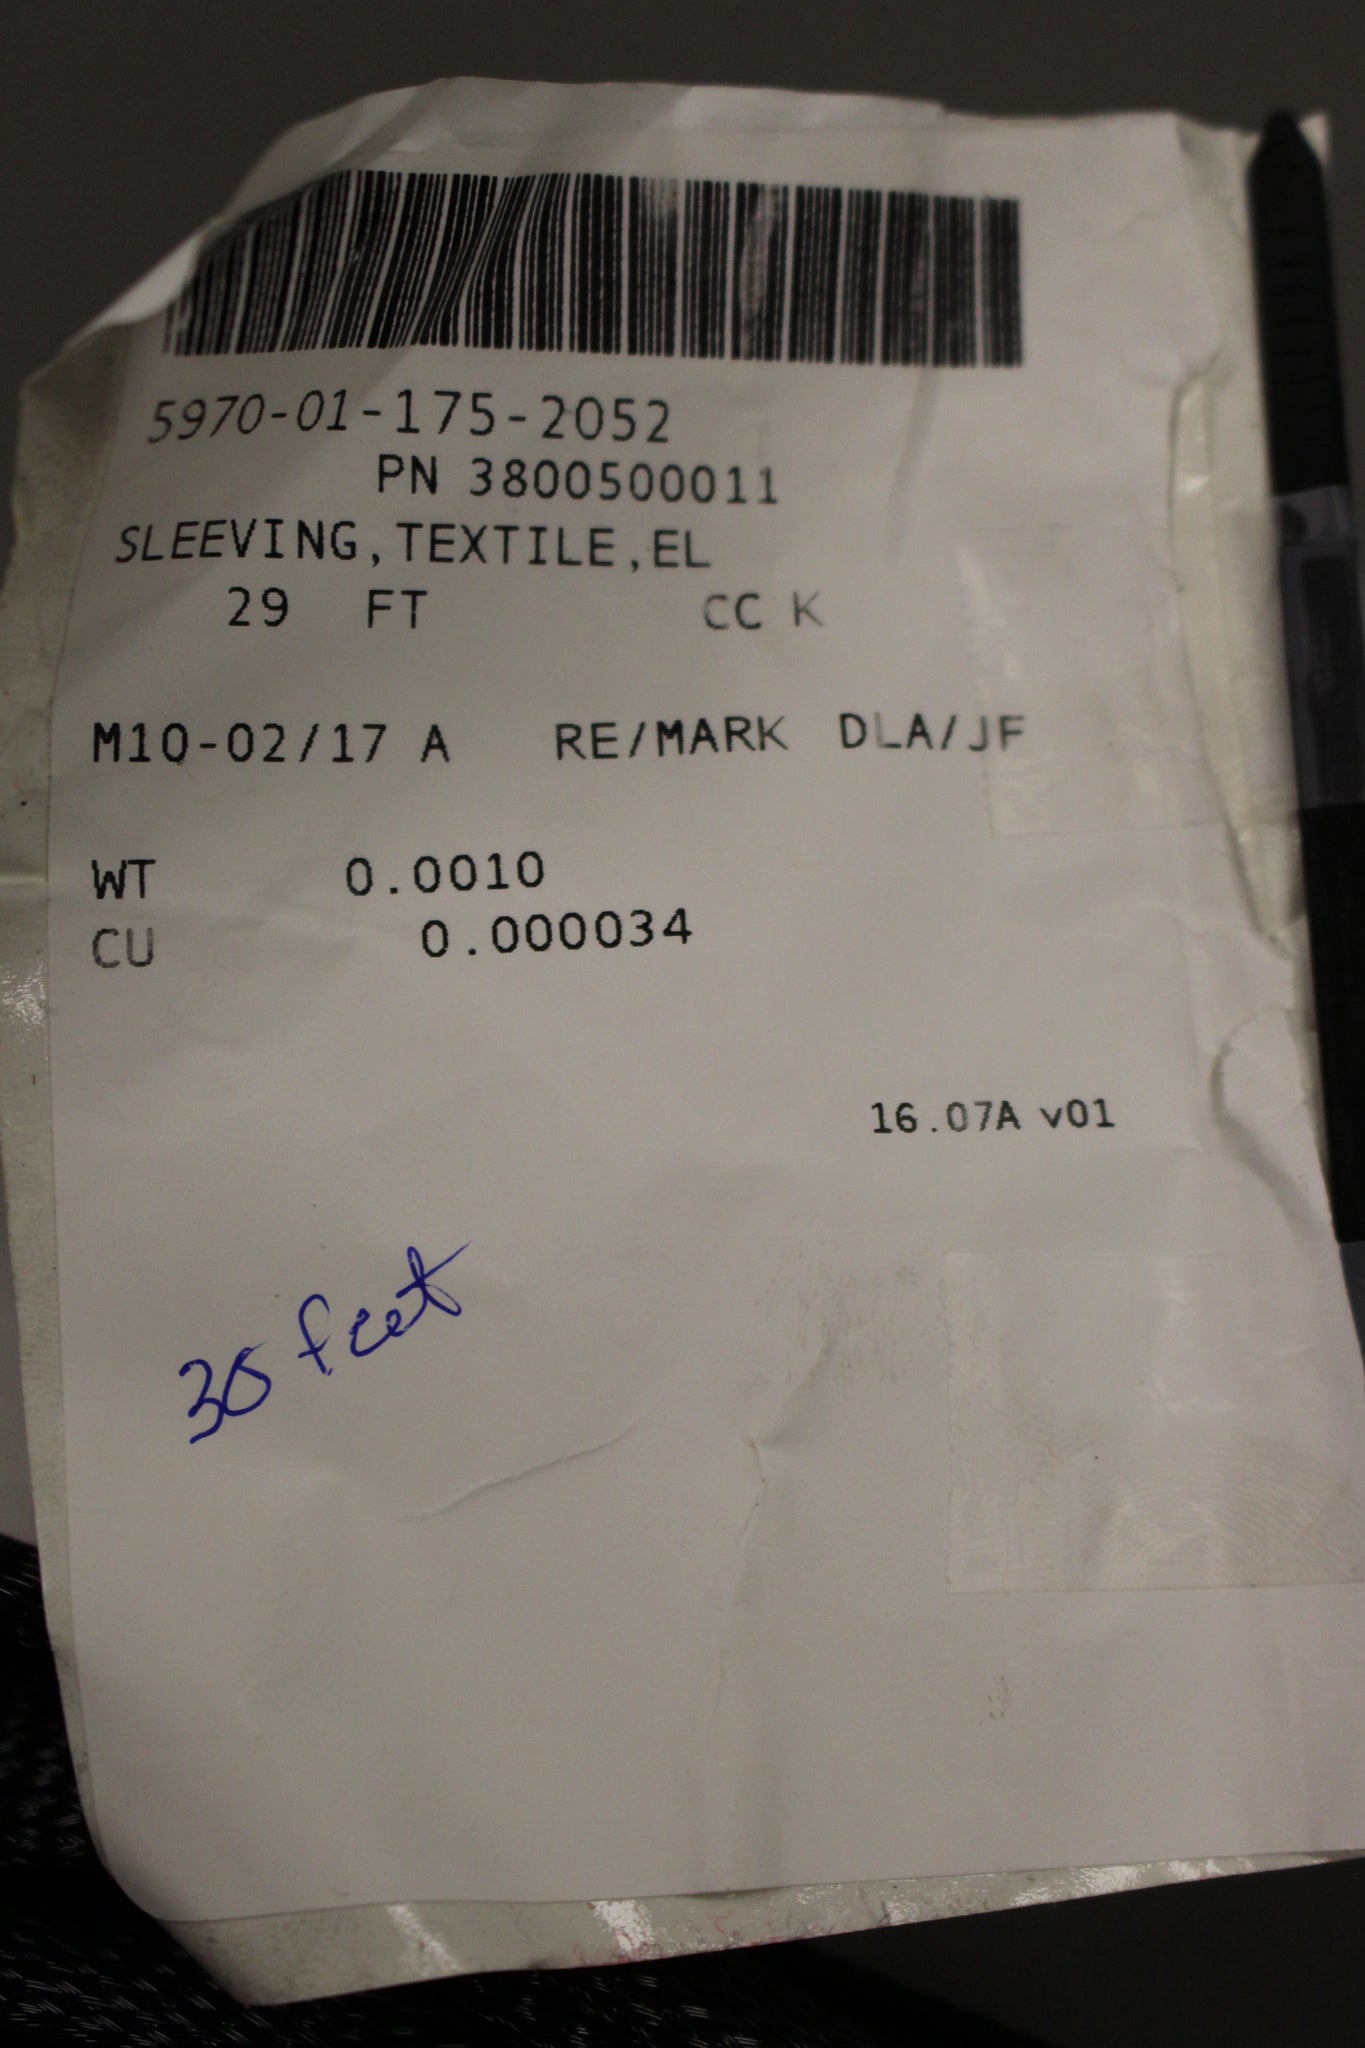 5970-01-175-2052
PN 3800500011
SLEEVING,TEXTILE,EL
29 FT CC K
M10-02/17 A RE/MARK DLA/JF
WT 0.0010
CU 0.000034
16.07A v01
30 feet